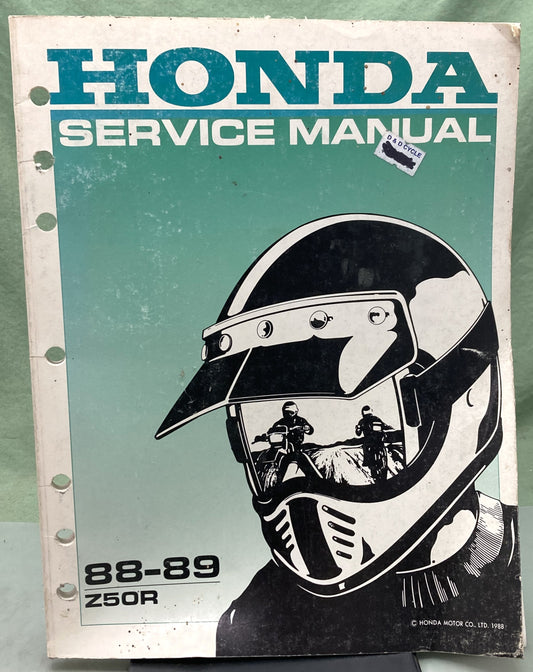 HONDA
SERVICE MANUAL
D & D CYCLE
88-89
Z50R
© HONDA MOTOR CO., LTD. 1988